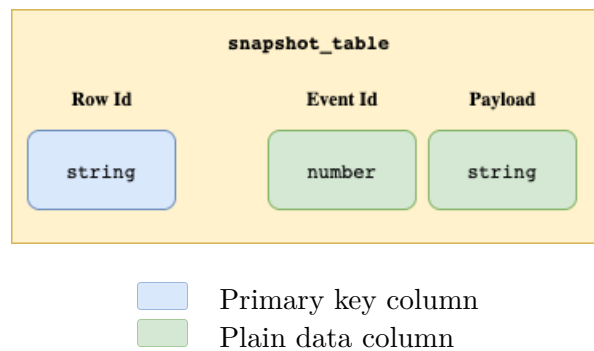 snapshot_table
Row Id Event Id Payload
string number string
Primary key column
Plain data column